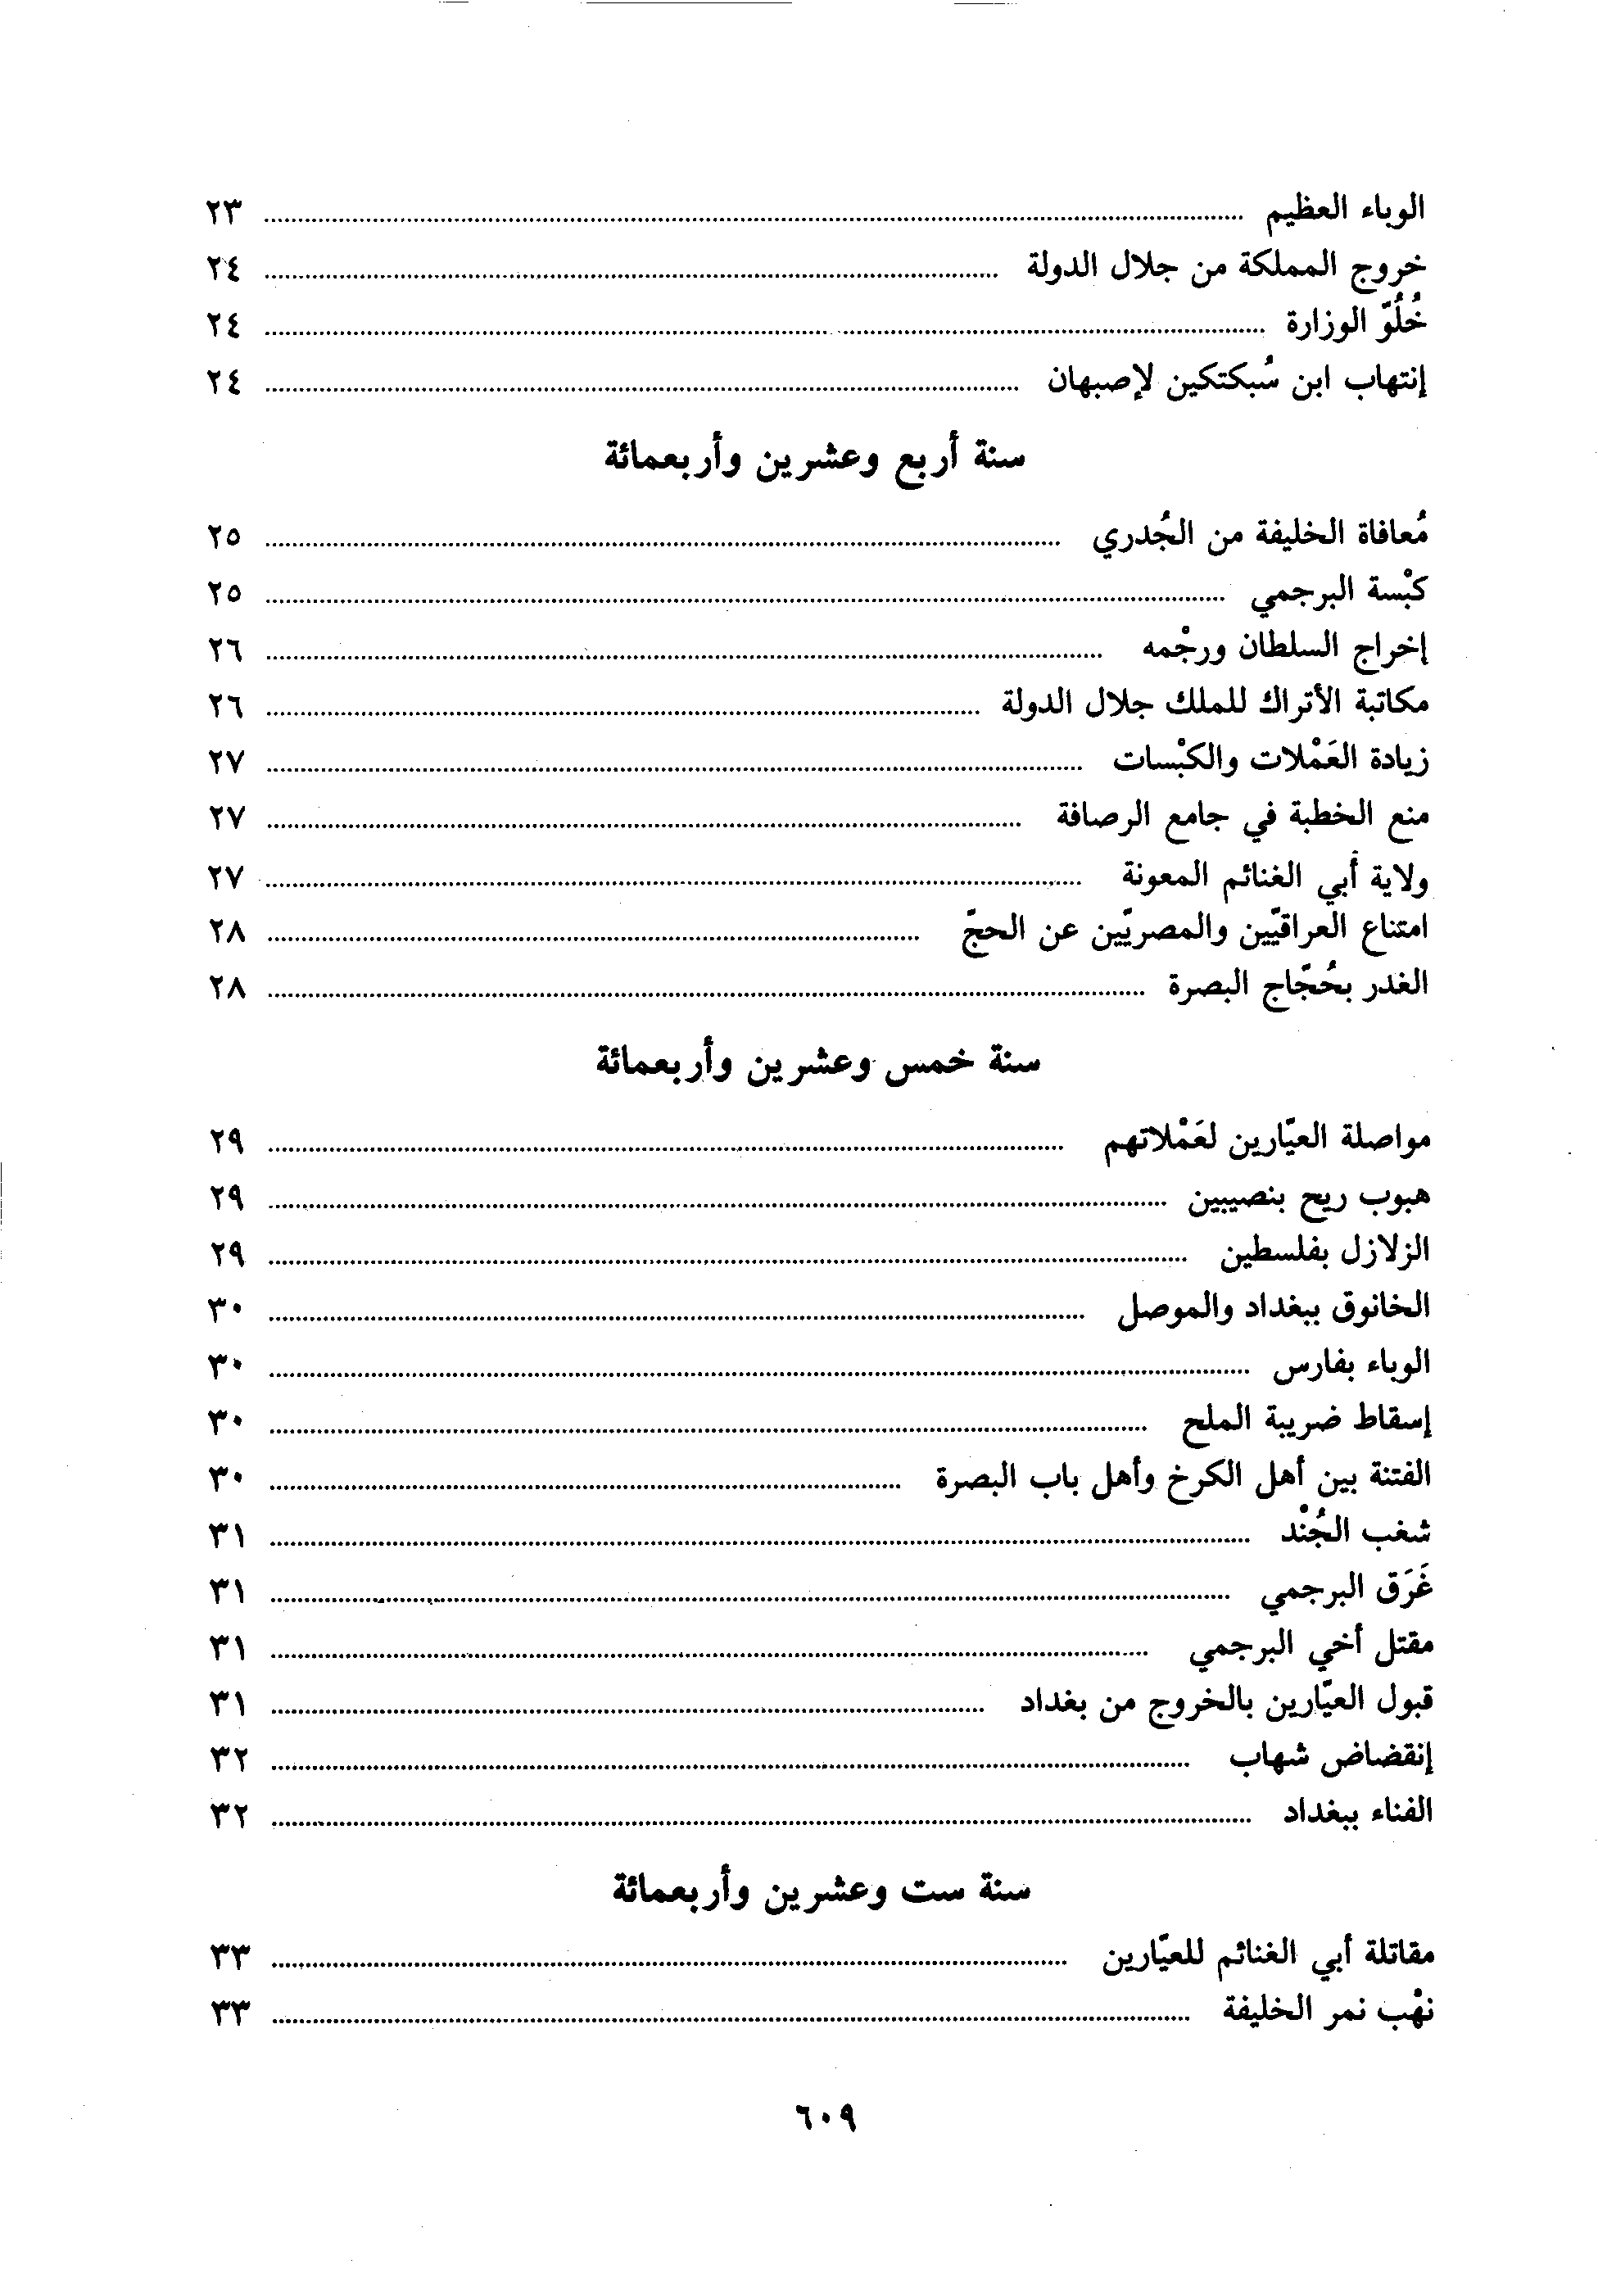 الوباء العظيم ........ ٢٣
خروج المملكة من جلال الدولة ........ ٢٤
خُلُوّ الوزارة ........ ٢٤
إنتهاب ابن سُبكتكين لإصبهان ........ ٢٤
سنة أربع وعشرين وأربعمائة
مُعافاة الخليفة من الجُدري ........ ٢٥
كبْسة البرجمي ........ ٢٥
إخراج السلطان ورجْمه ........ ٢٦
مكاتبة الأتراك للملك جلال الدولة ........ ٢٦
زيادة العَمْلات والكبْسات ........ ٢٧
منع الخطبة في جامع الرصافة ........ ٢٧
ولاية أبي الغنائم المعونة ........ ٢٧
امتناع العراقيّين والمصريّين عن الحجّ ........ ٢٨
الغدر بحُجّاج البصرة ........ ٢٨
سنة خمس وعشرين وأربعمائة
مواصلة العيّارين لعَمْلاتهم ........ ٢٩
هبوب ريح بنصيبين ........ ٢٩
الزلازل بفلسطين ........ ٢٩
الخانوق ببغداد والموصل ........ ٣٠
الوباء بفارس ........ ٣٠
إسقاط ضريبة الملح ........ ٣٠
الفتنة بين أهل الكرخ وأهل باب البصرة ........ ٣٠
شغب الجُنْد ........ ٣١
غَرَق البرجمي ........ ٣١
مقتل أخي البرجمي ........ ٣١
قبول العيّارين بالخروج من بغداد ........ ٣١
إنقضاض شهاب ........ ٣٢
الفناء ببغداد ........ ٣٢
سنة ست وعشرين وأربعمائة
مقاتلة أبي الغنائم للعيّارين ........ ٣٣
نهْب نمر الخليفة ........ ٣٣
٦٠٩